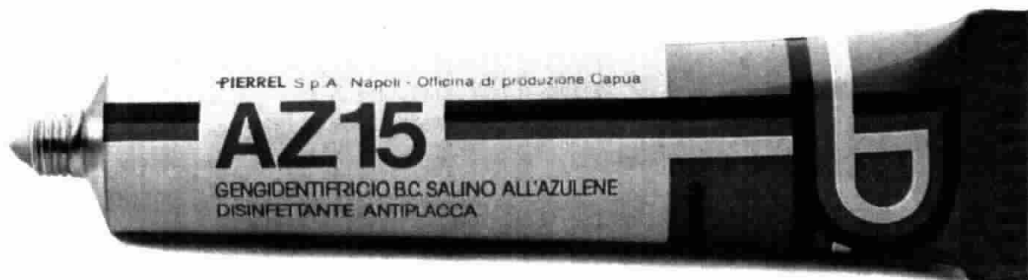 PIERREL S.p.A. Napoli - Officina di produzione Capua
AZ15
GENGIDENTIFRICIO B.C. SALINO ALL'AZULENE
DISINFETTANTE ANTIPLACCA